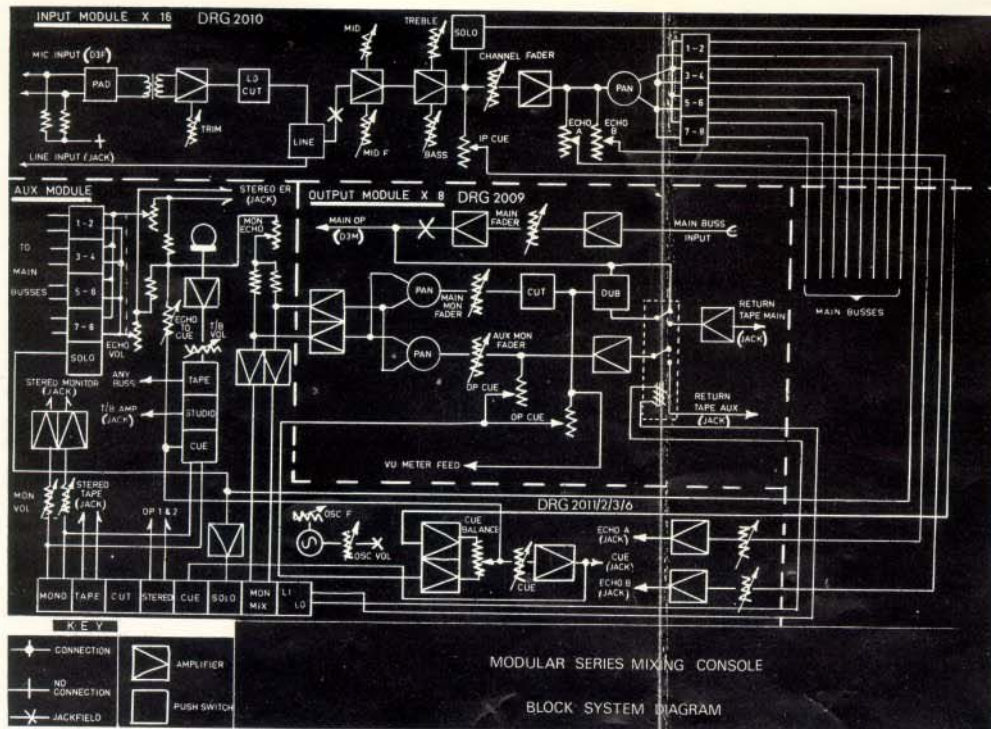 INPUT MODULE X 16 DRG 2010
MID
TREBLE
SOLO
CHANNEL FADER
1-2
3-4
5-6
7-8
MIC INPUT (D3F)
PAD
LO CUT
TRIM
LINE
MID F
BASS
IP CUE
ECHO A
ECHO B
PAN
LINE INPUT (JACK)
AUX MODULE
STEREO ER (JACK)
MON ECHO
OUTPUT MODULE X 8 DRG 2009
MAIN OP (D3M)
MAIN FADER
MAIN BUSS INPUT
1-2
3-4
5-6
7-8
SOLO
TO MAIN BUSSES
ECHO VOL
ECHO TO CUE
T/B VOL
PAN
MAIN MON FADER
CUT
DUB
PAN
AUX MON FADER
RETURN TAPE MAIN (JACK)
MAIN BUSSES
ANY BUSS
TAPE
STUDIO
CUE
STEREO MONITOR (JACK)
T/B AMP (JACK)
OP CUE
OP CUE
RETURN TAPE AUX (JACK)
VU METER FEED
MON VOL
STEREO TAPE (JACK)
OP 1 & 2
DRG 2011/2/3/6
OSC F
OSC VOL
CUE BALANCE
CUE
CUE (JACK)
ECHO A (JACK)
ECHO B (JACK)
MONO
TAPE
CUT
STEREO
CUE
SOLO
MON MIX
L1
LO
KEY
CONNECTION
NO CONNECTION
JACKFIELD
AMPLIFIER
PUSH SWITCH
MODULAR SERIES MIXING CONSOLE
BLOCK SYSTEM DIAGRAM